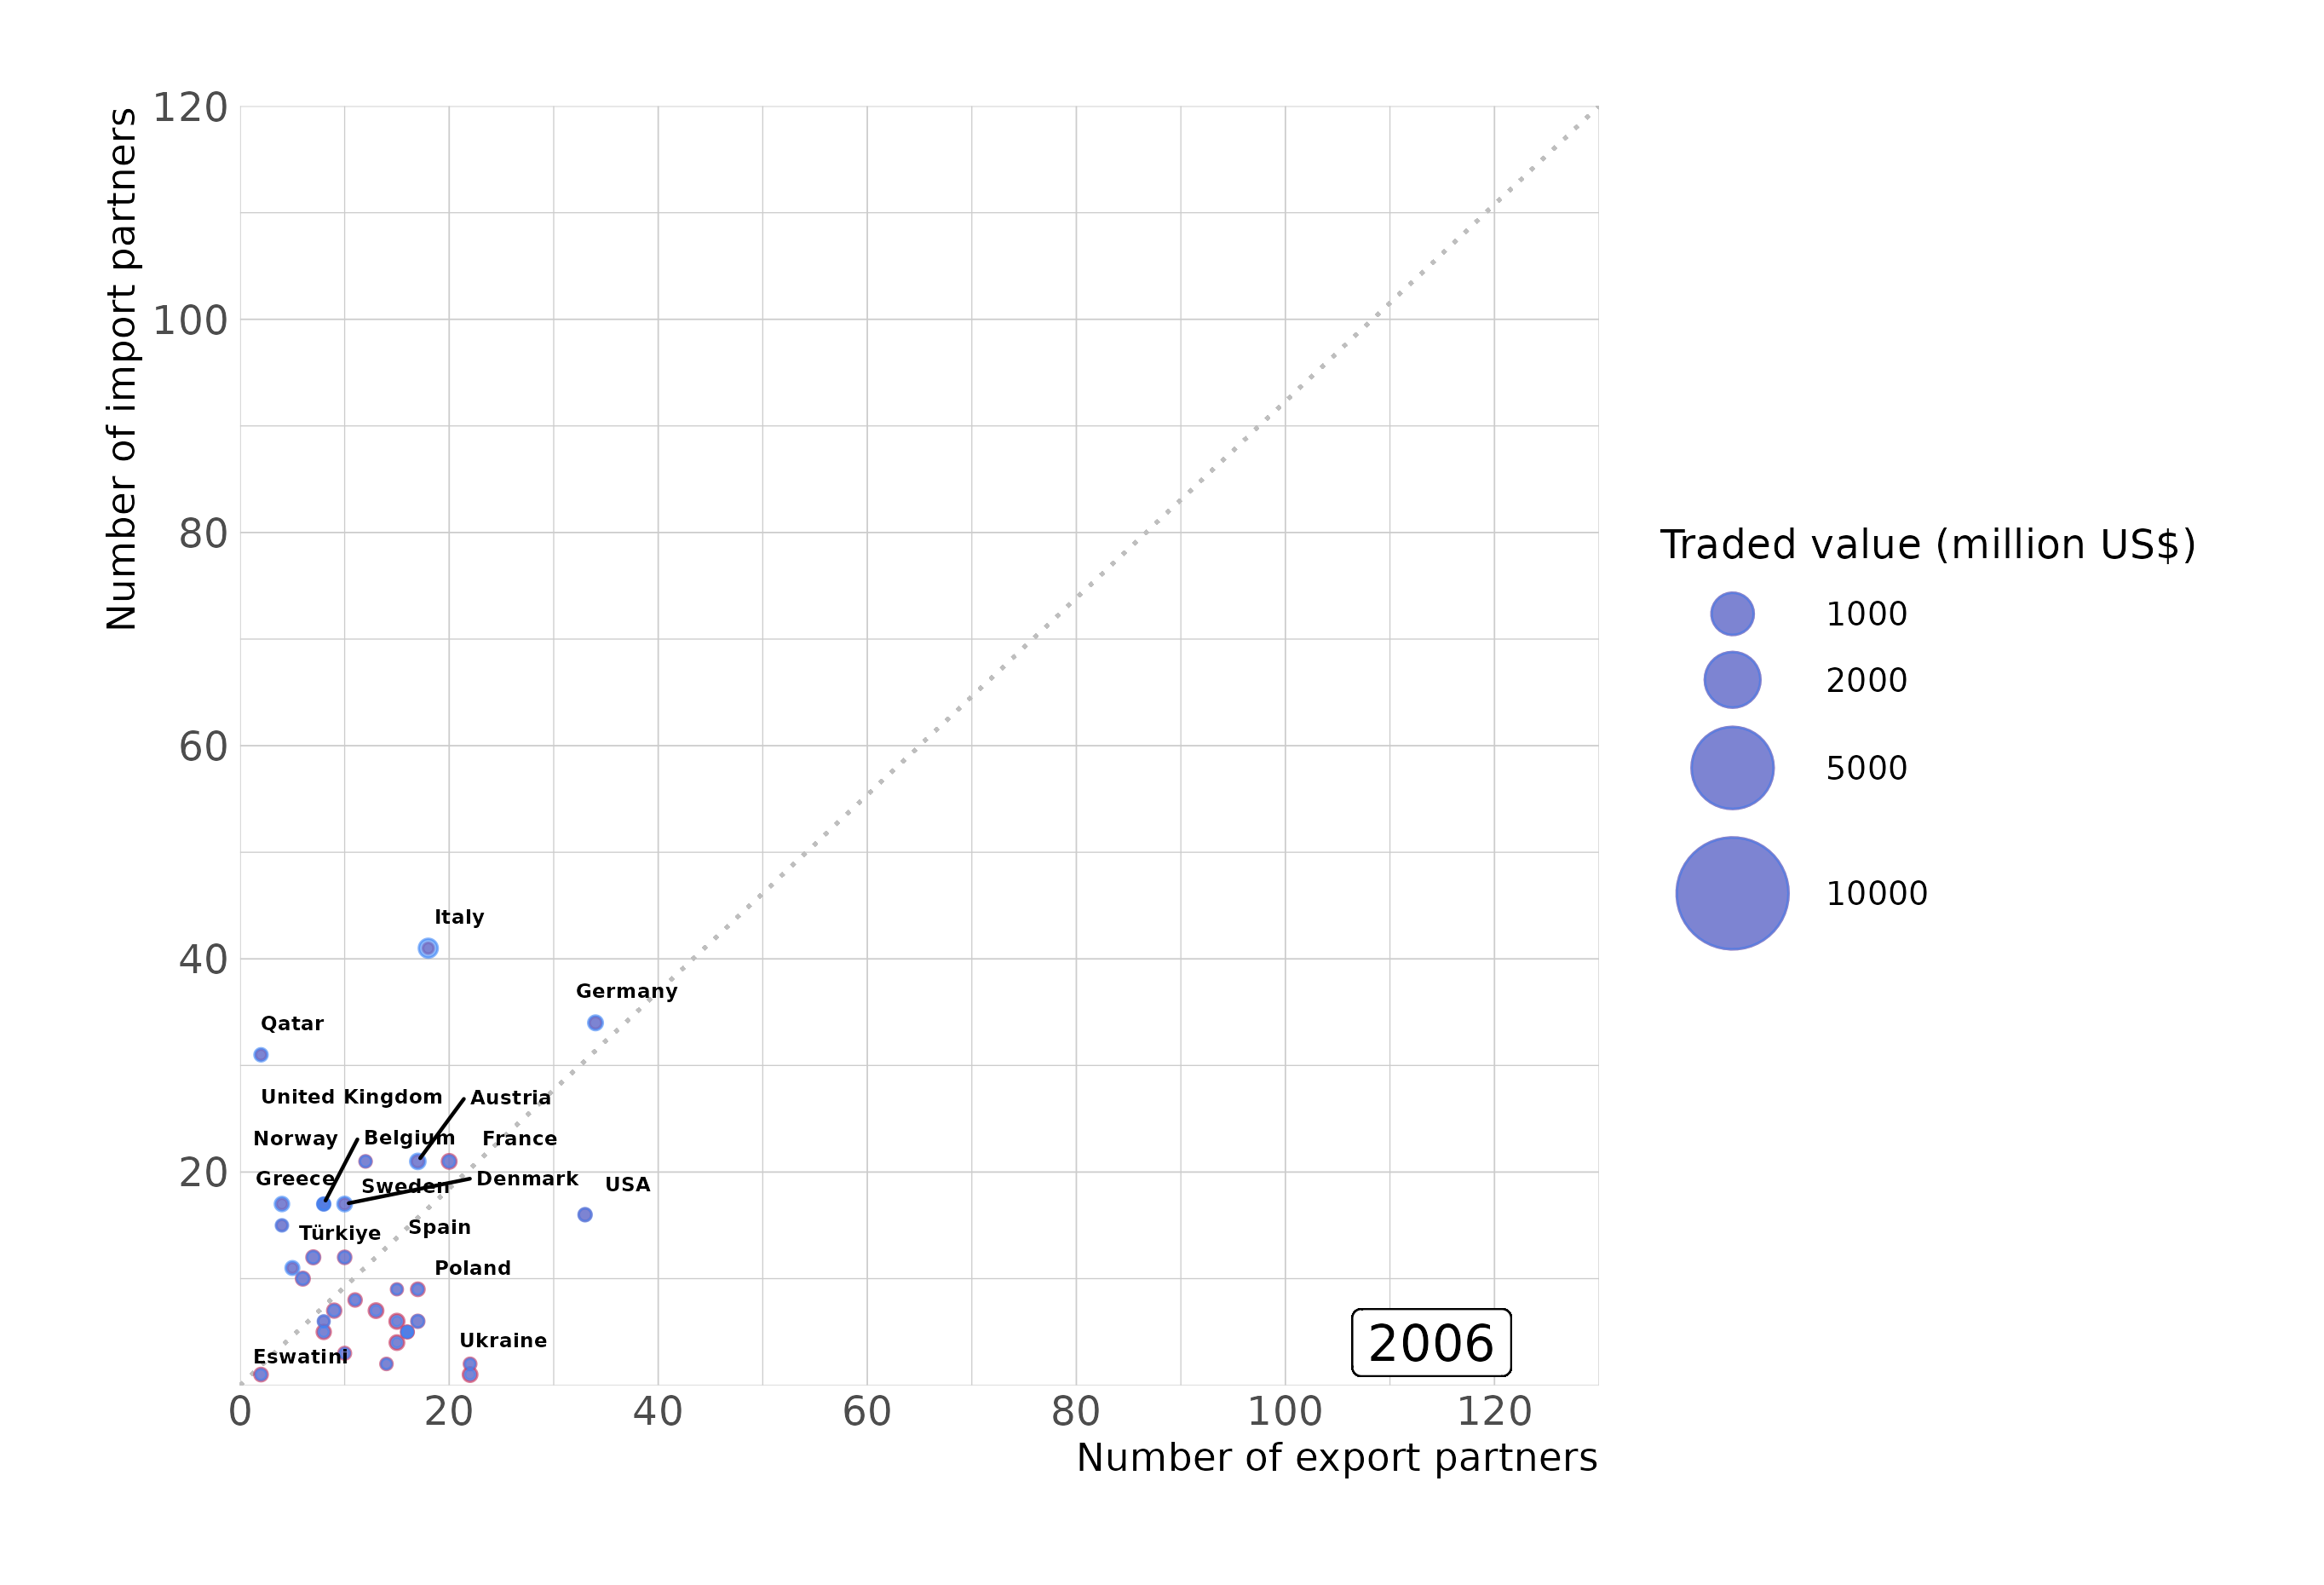 Number of import partners
120
100
80
60
40
20
Italy
Germany
Qatar
United Kingdom
Austria
Norway
Belgium
France
Greece
Sweden
Denmark
USA
Türkiye
Spain
Poland
Ukraine
Eswatini
2006
0
20
40
60
80
100
120
Number of export partners
Traded value (million US$)
1000
2000
5000
10000